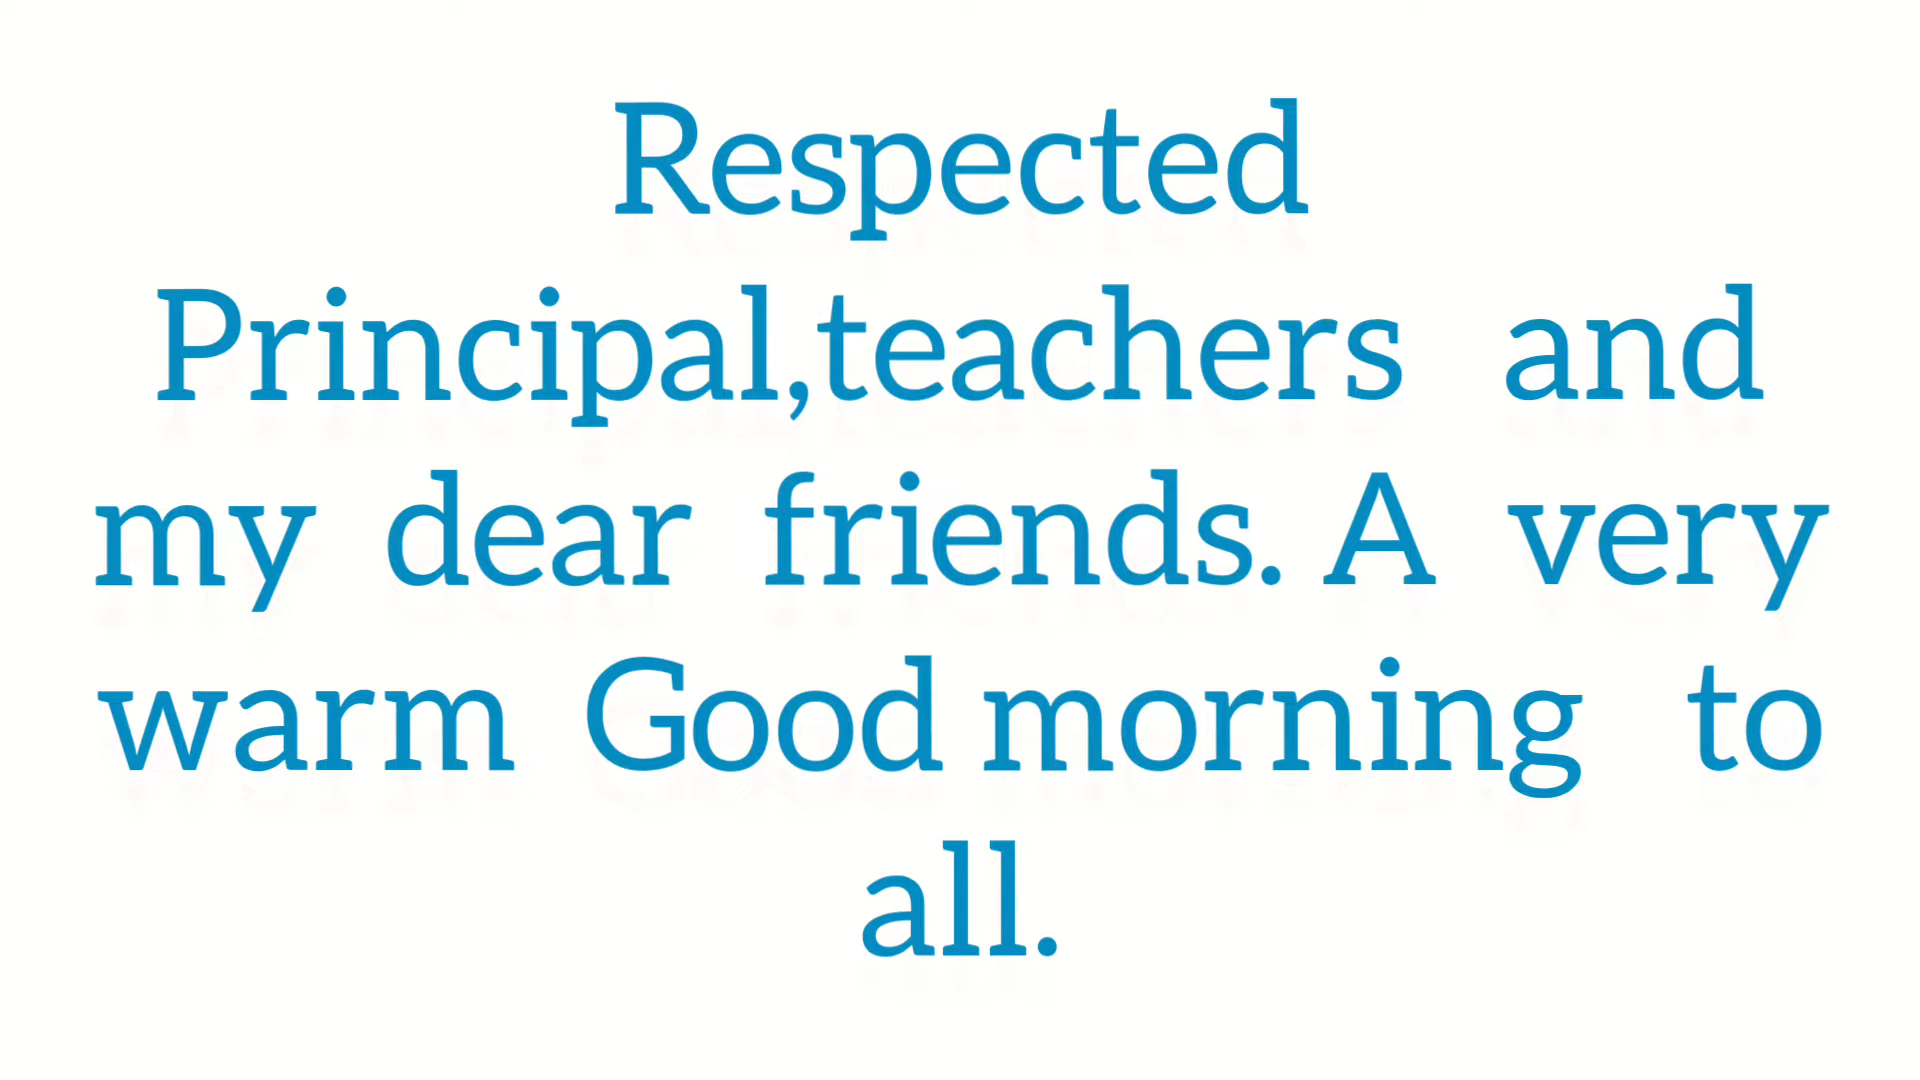 Respected
Principal,teachers and
my dear friends. A very
warm Good morning to
all.